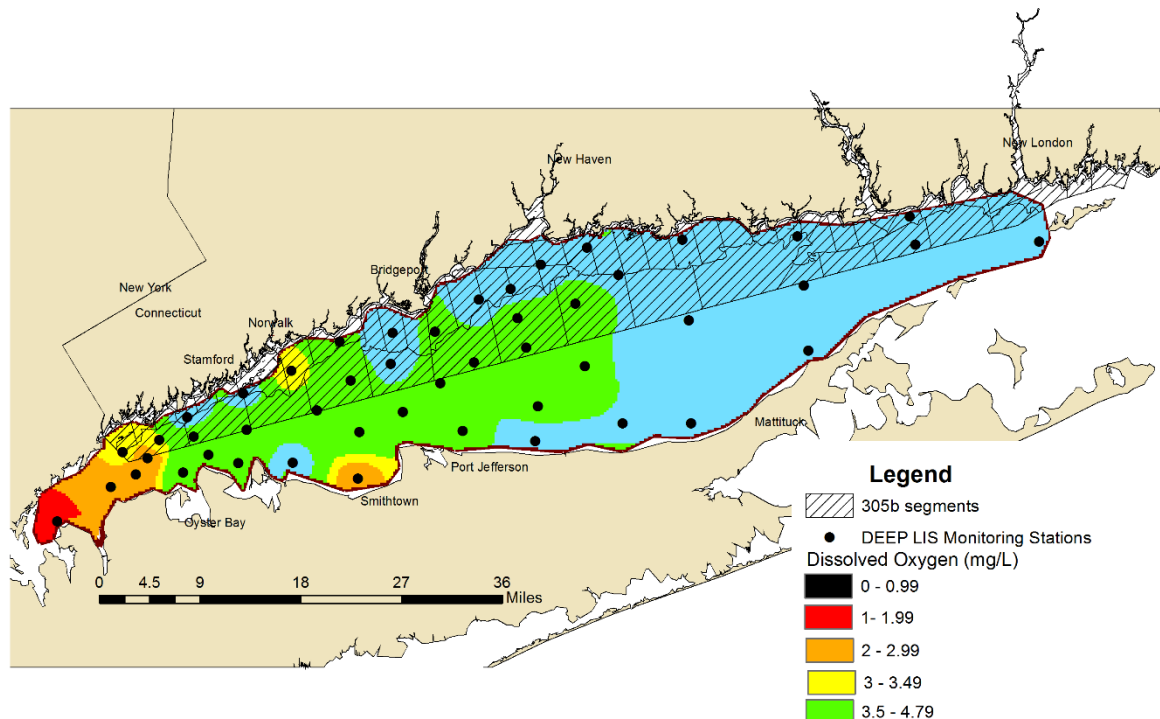 New London
New Haven
Bridgeport
New York
Connecticut
Norwalk
Stamford
Mattituck
Port Jefferson
Smithtown
Oyster Bay
0 4.5 9 18 27 36
Miles
Legend
305b segments
DEEP LIS Monitoring Stations
Dissolved Oxygen (mg/L)
0 - 0.99
1- 1.99
2 - 2.99
3 - 3.49
3.5 - 4.79